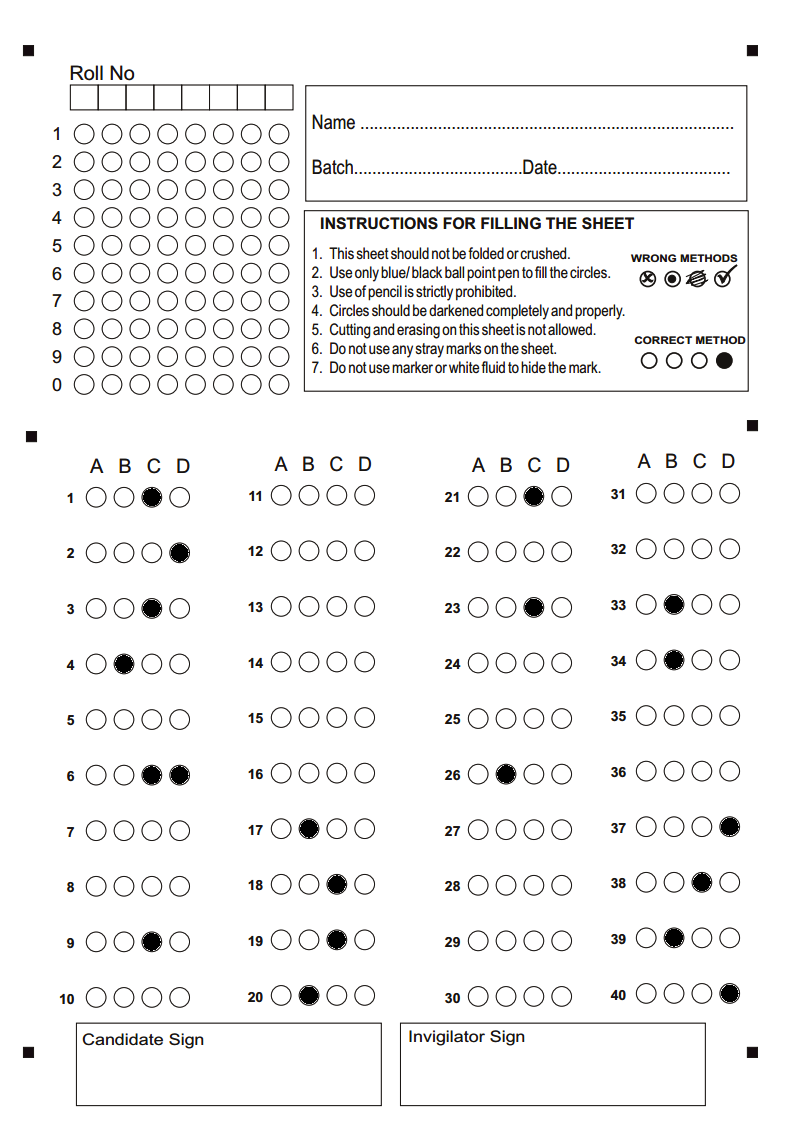 Roll No
Name ..................................................................................
Batch.....................................Date......................................
1
2
3
4
5
6
7
8
9
0
INSTRUCTIONS FOR FILLING THE SHEET
1. This sheet should not be folded or crushed.
2. Use only blue/ black ball point pen to fill the circles.
3. Use of pencil is strictly prohibited.
4. Circles should be darkened completely and properly.
5. Cutting and erasing on this sheet is not allowed.
6. Do not use any stray marks on the sheet.
7. Do not use marker or white fluid to hide the mark.
WRONG METHODS
CORRECT METHOD
A B C D
1
2
3
4
5
6
7
8
9
10
A B C D
11
12
13
14
15
16
17
18
19
20
A B C D
21
22
23
24
25
26
27
28
29
30
A B C D
31
32
33
34
35
36
37
38
39
40
Candidate Sign
Invigilator Sign